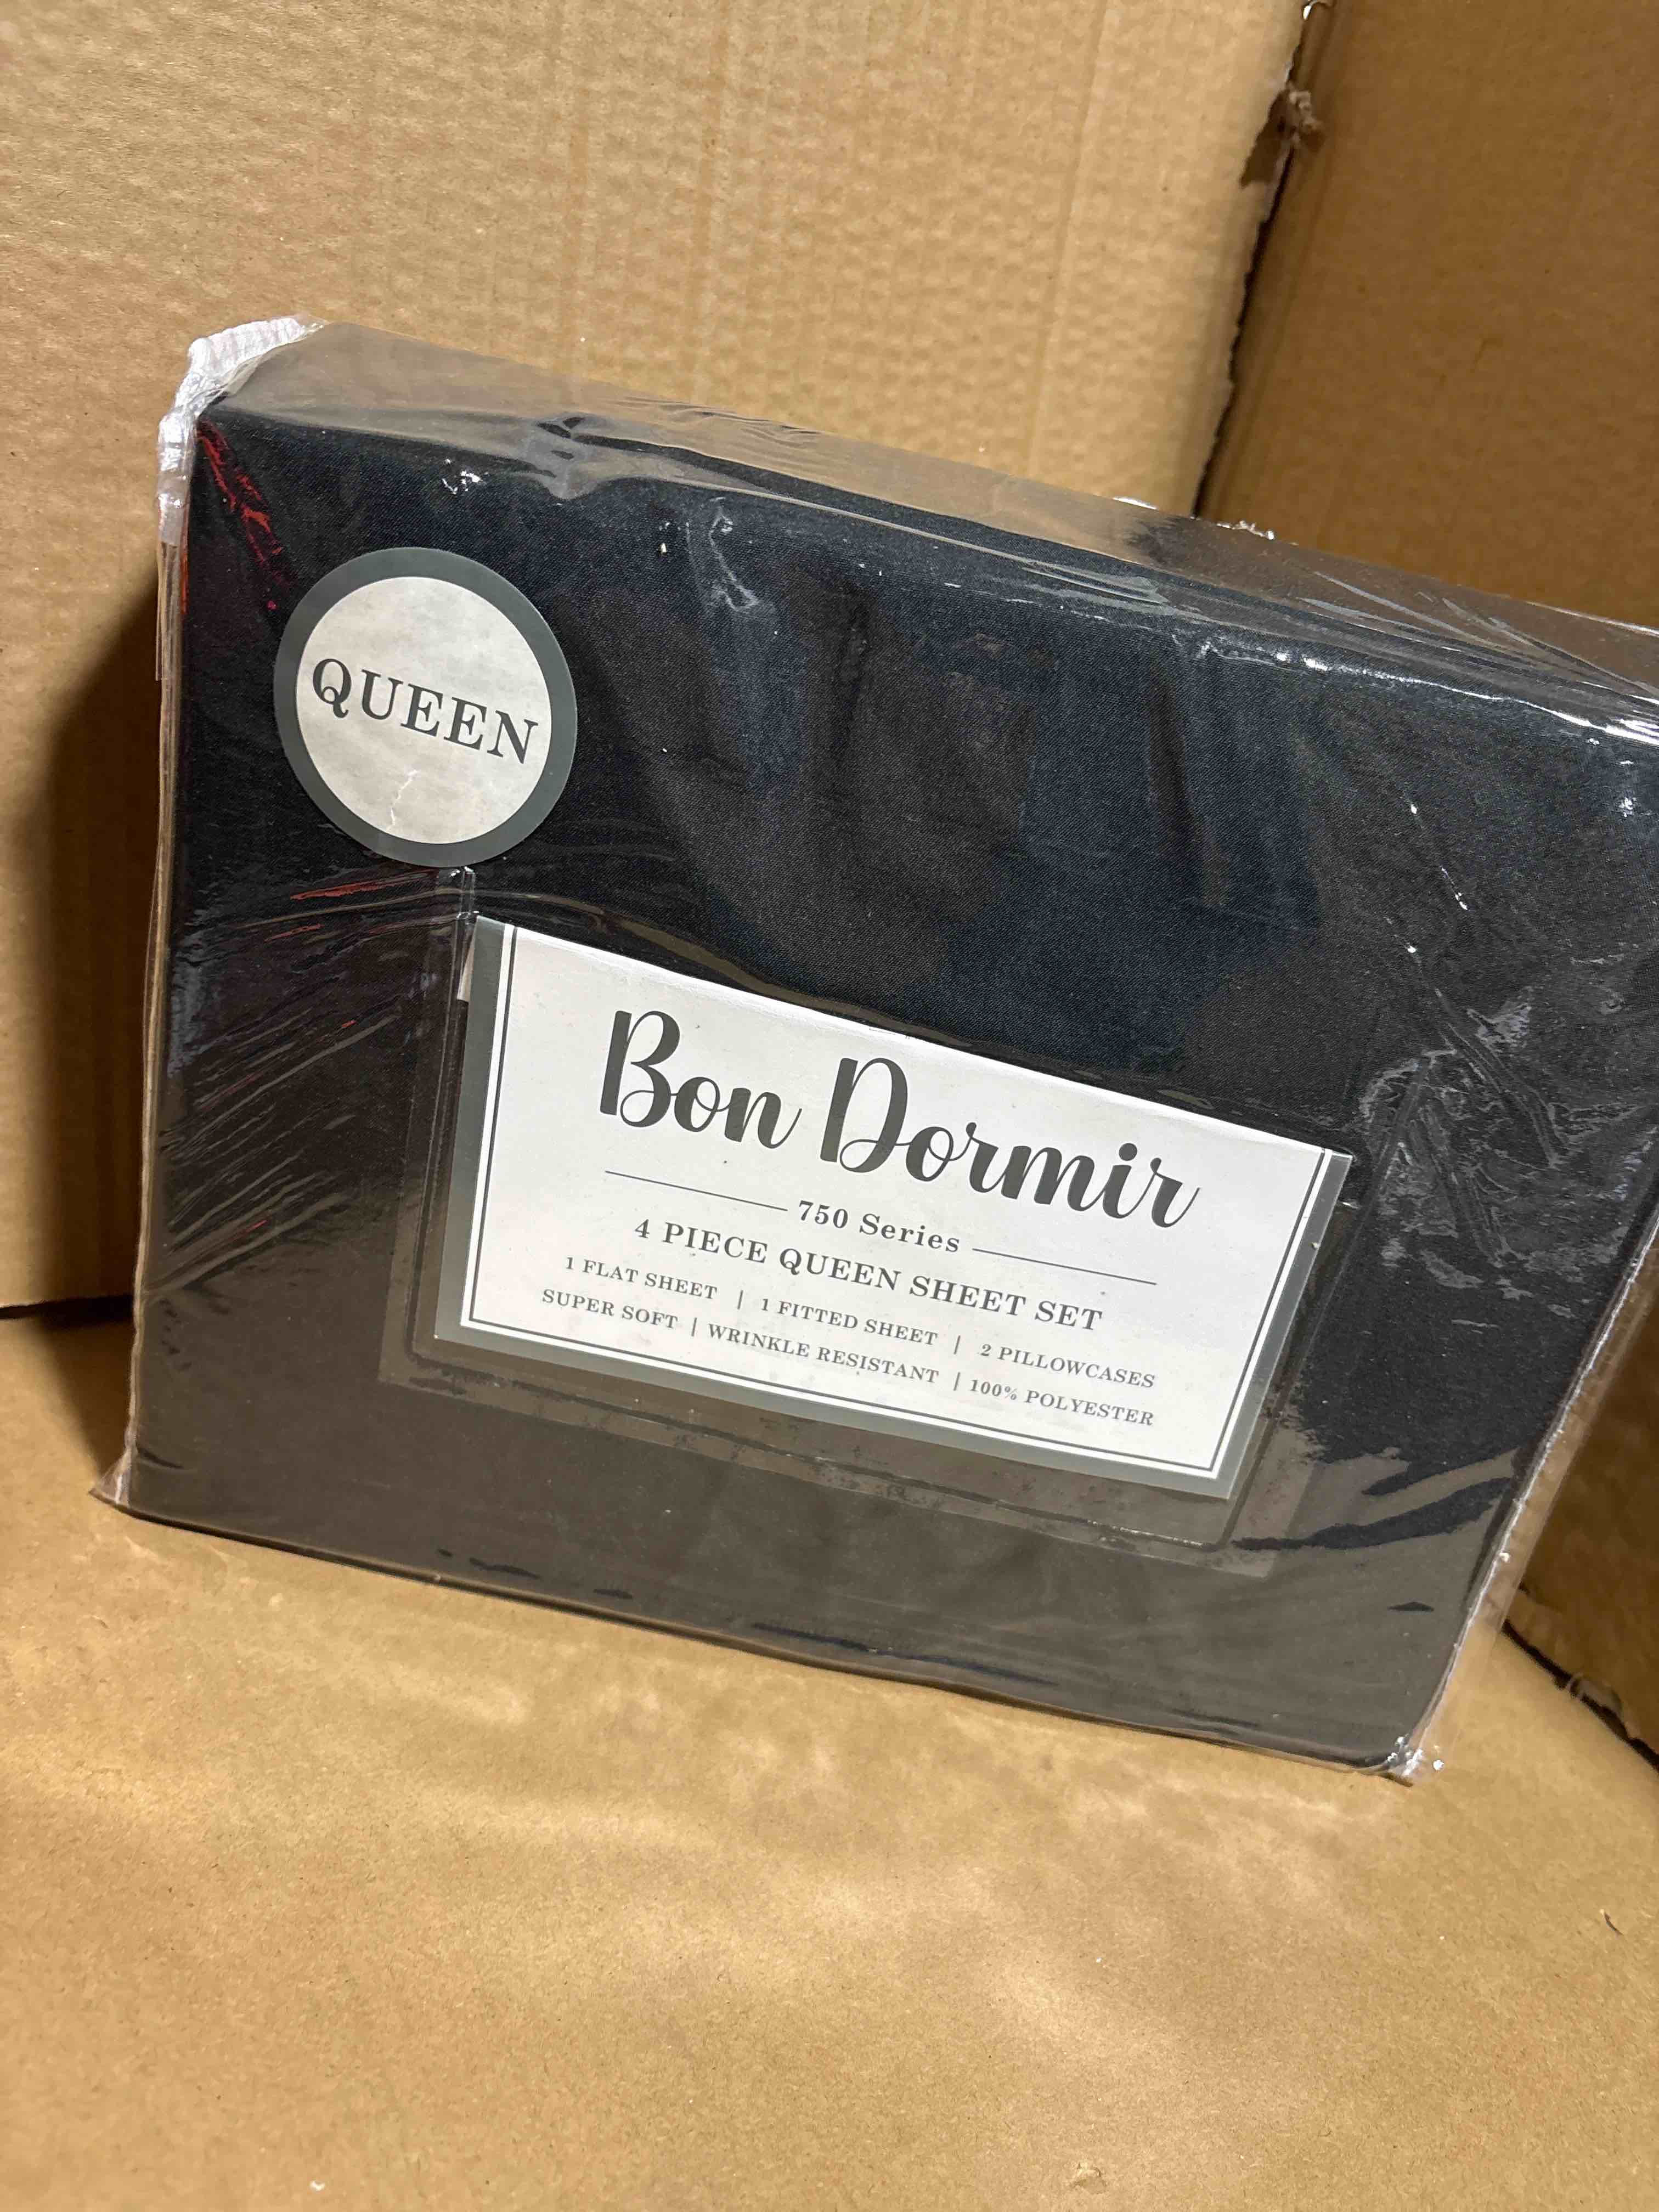 QUEEN
Bon Dormir
750 Series
4 PIECE QUEEN SHEET SET
1 FLAT SHEET | 1 FITTED SHEET | 2 PILLOWCASES
SUPER SOFT | WRINKLE RESISTANT | 100% POLYESTER